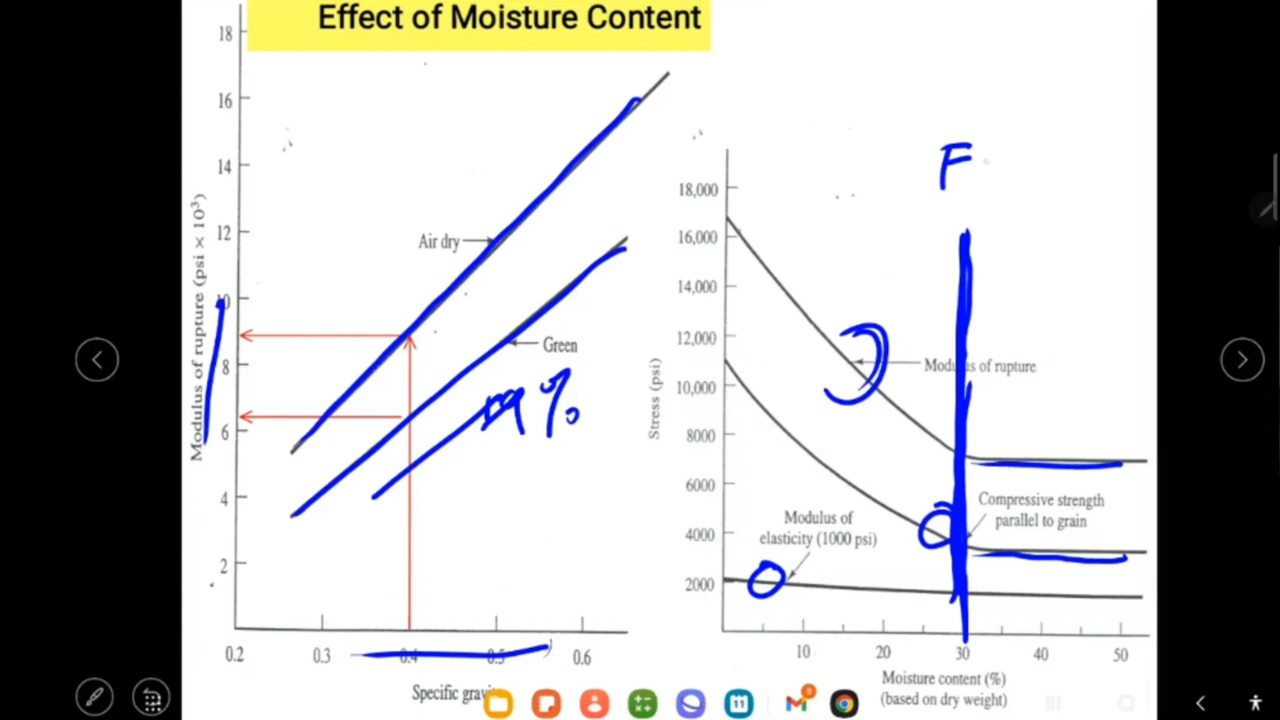 Effect of Moisture Content
18
16
14
12
10
8
6
4
2
Modulus of rupture (psi × 10³)
Air dry
Green
m%
0.2 0.3 0.4 0.5 0.6
Specific gravi
F
18,000
16,000
14,000
12,000
10,000
8000
6000
4000
2000
Stress (psi)
Modulus of rupture
Compressive strength
parallel to grain
Modulus of
elasticity (1000 psi)
10 20 30 40 50
Moisture content (%)
(based on dry weight)
11